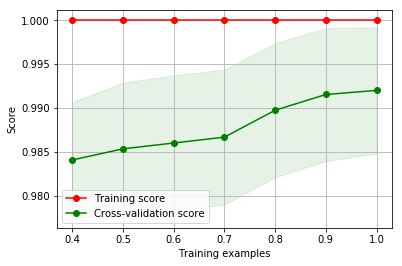 1.000
0.995
0.990
0.985
0.980
Score
Training score
Cross-validation score
0.4 0.5 0.6 0.7 0.8 0.9 1.0
Training examples